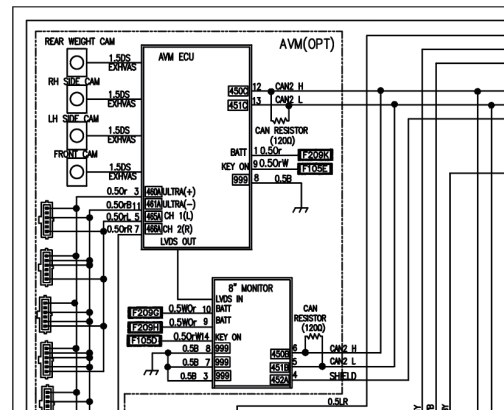 AVM(OPT)
REAR WEIGHT CAM
1.5DS
EXHVAS
RH SIDE CAM
1.5DS
EXHVAS
LH SIDE CAM
1.5DS
EXHVAS
FRONT CAM
1.5DS
EXHVAS
AVM ECU
450C 12 CAN2 H
451C 13 CAN2 L
CAN RESISTOR
(120Ω)
BATT 1 0.5Or F209K
KEY ON 9 0.5OrW F105E
999 8 0.5B
0.5Or 3 460A ULTRA(+)
0.5OrB 11 461A ULTRA(-)
0.5OrL 5 465A CH 1(L)
0.5OrR 7 466A CH 2(R)
LVDS OUT
8" MONITOR
LVDS IN
F209G 0.5WOr 10 BATT
F209H 0.5WOr 9 BATT
F105D 0.5OrW 14 KEY ON
0.5B 8 999
0.5B 7 999
0.5B 3 999
CAN
RESISTOR
(120Ω)
450B 6 CAN2 H
451B 5 CAN2 L
452A 4 SHIELD
0.5LR